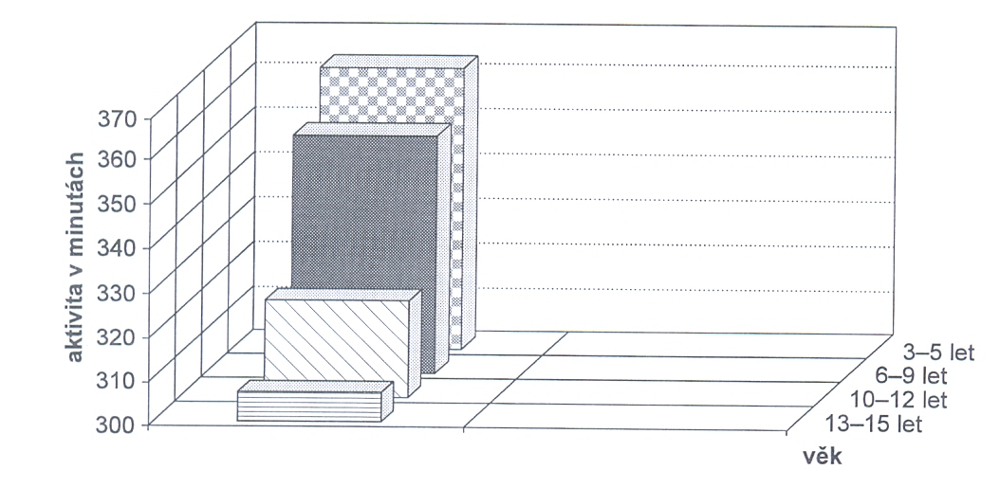 aktivita v minutách
370
360
350
340
330
320
310
300
3–5 let
6–9 let
10–12 let
13–15 let
věk